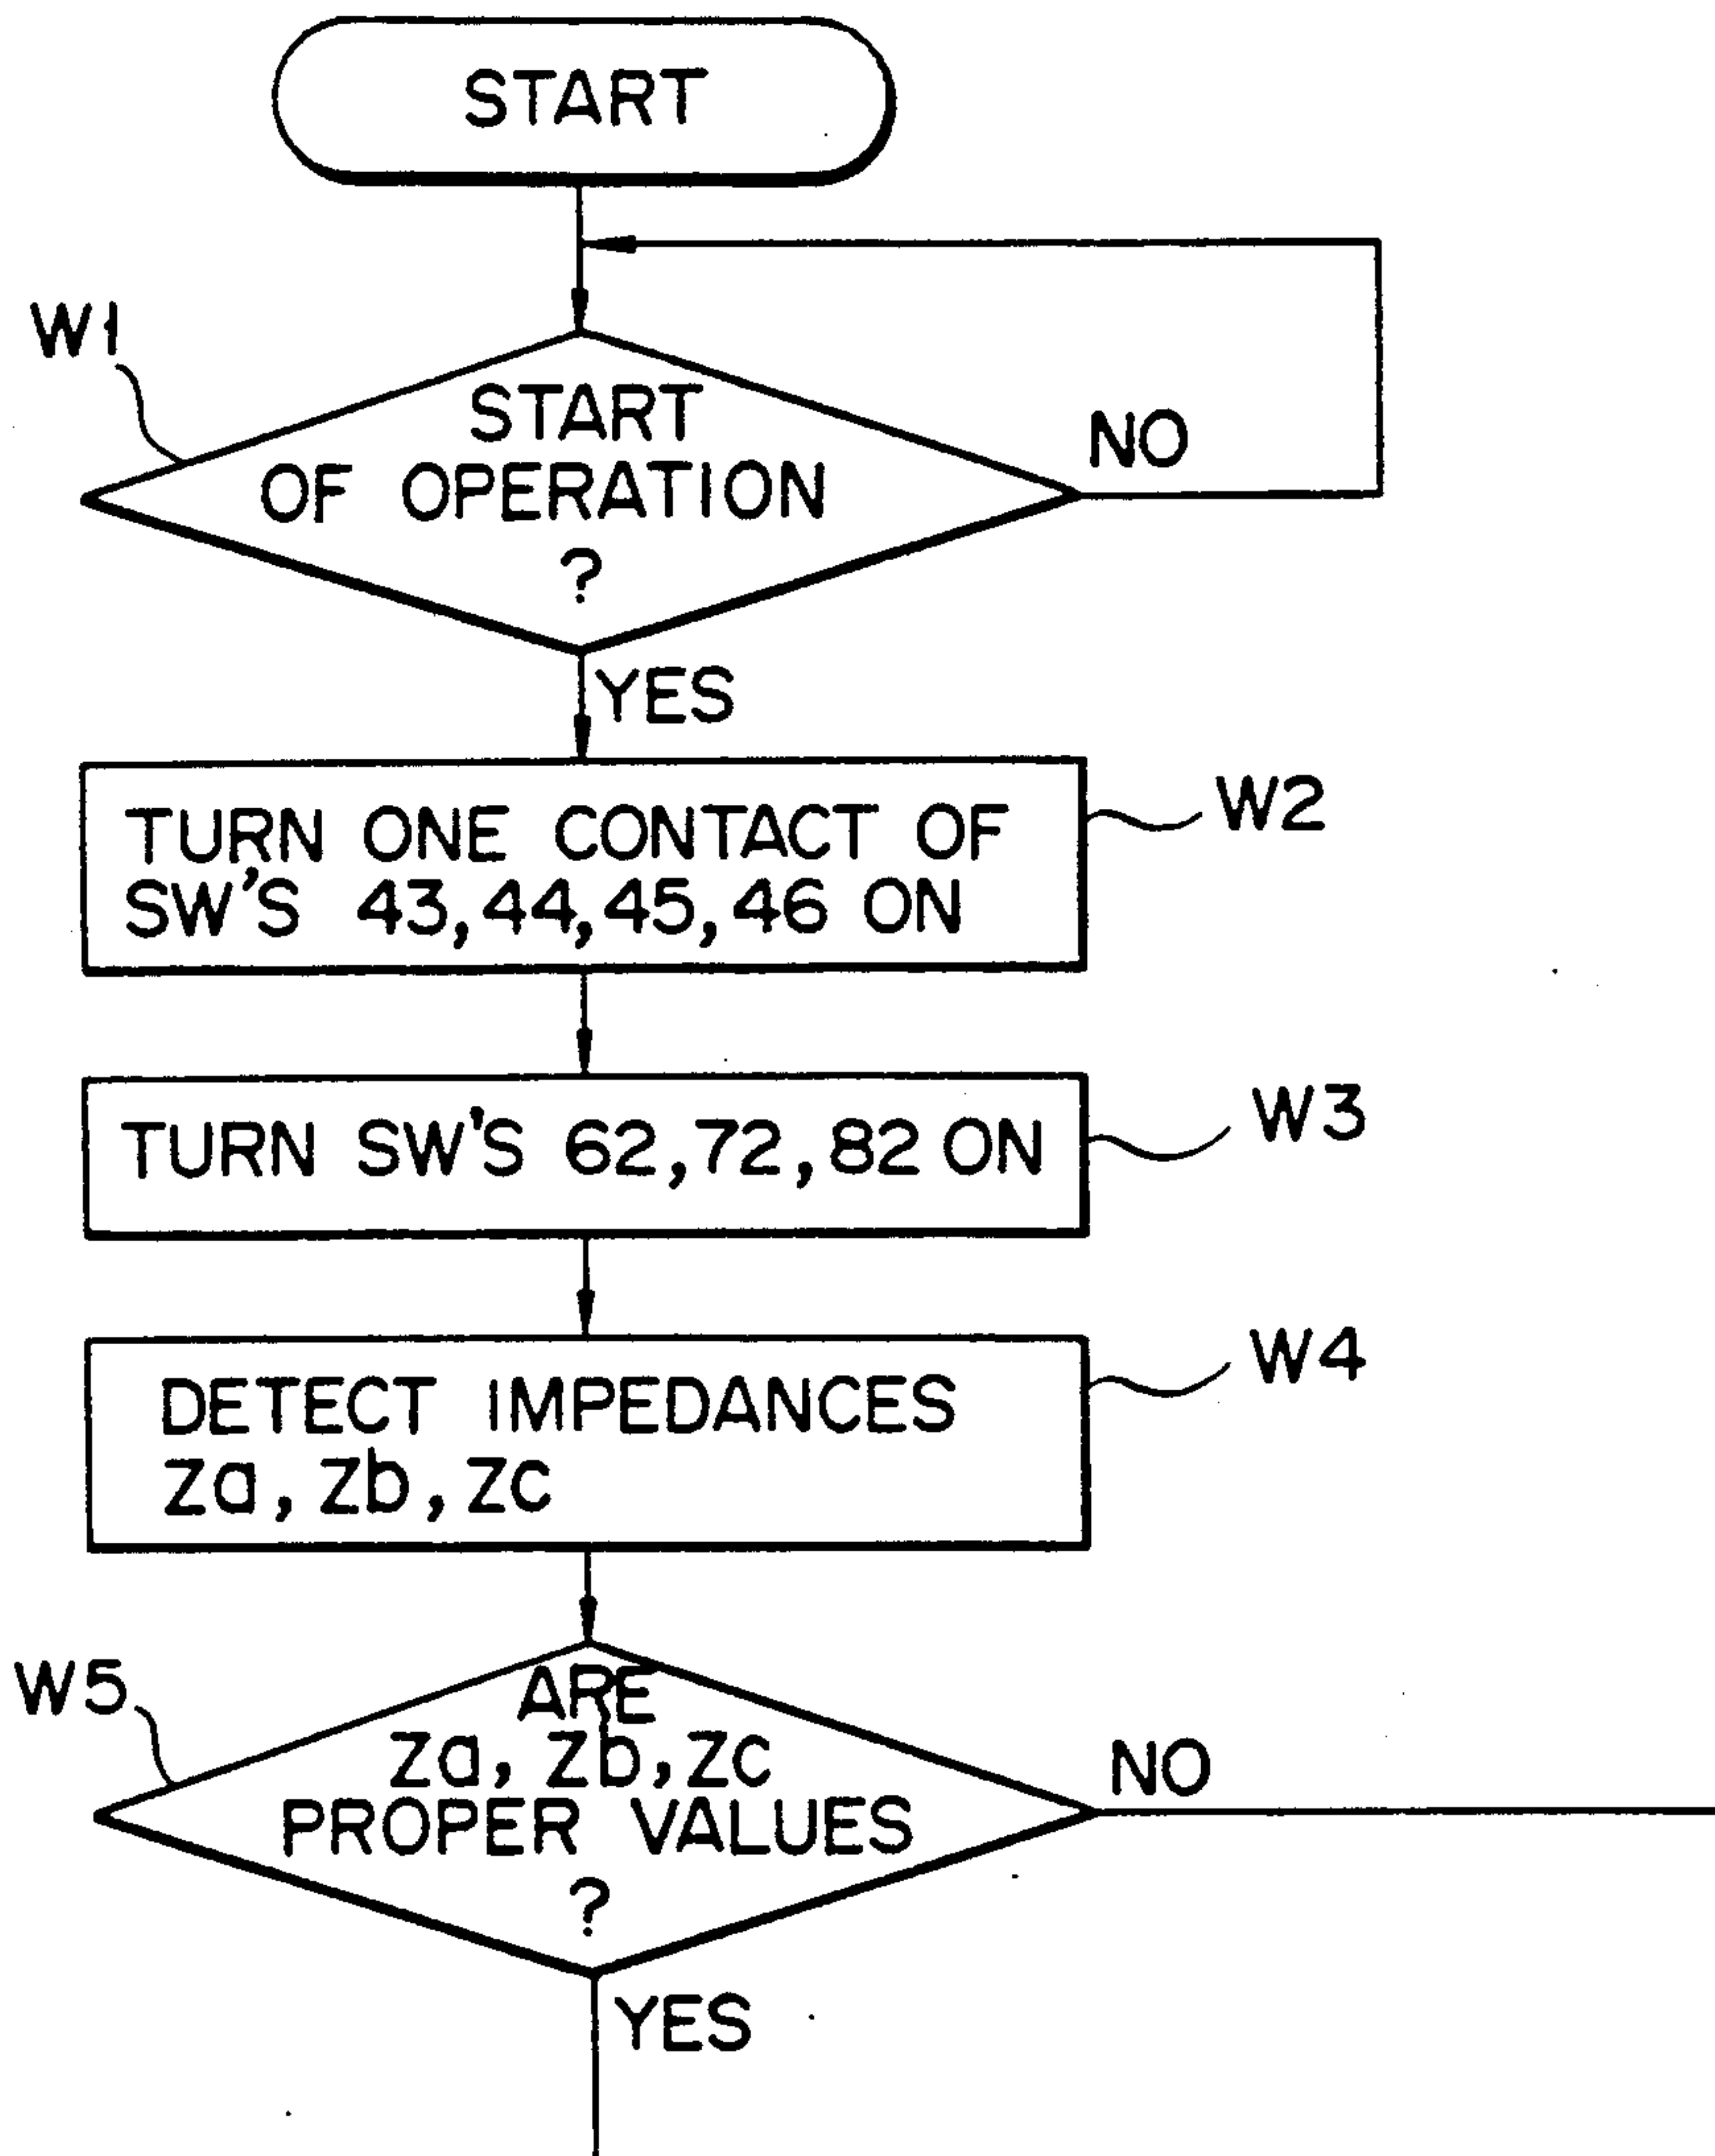 START
W1
START
OF OPERATION
?
NO
YES
TURN ONE CONTACT OF
SW'S 43,44,45,46 ON
W2
TURN SW'S 62,72,82 ON
W3
DETECT IMPEDANCES
Za, Zb, Zc
W4
W5
ARE
Za, Zb, Zc
PROPER VALUES
?
NO
YES